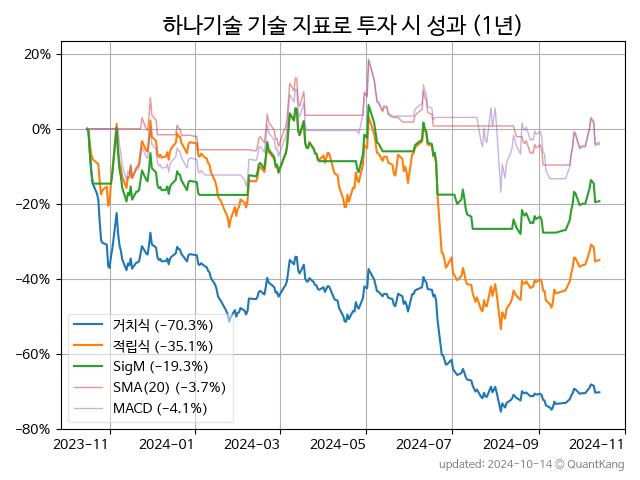 하나기술 기술 지표로 투자 시 성과 (1년)
20%
0%
−20%
−40%
−60%
−80%
거치식 (−70.3%)
적립식 (−35.1%)
SigM (−19.3%)
SMA(20) (−3.7%)
MACD (−4.1%)
2023-11
2024-01
2024-03
2024-05
2024-07
2024-09
2024-11
updated: 2024-10-14 © QuantKang